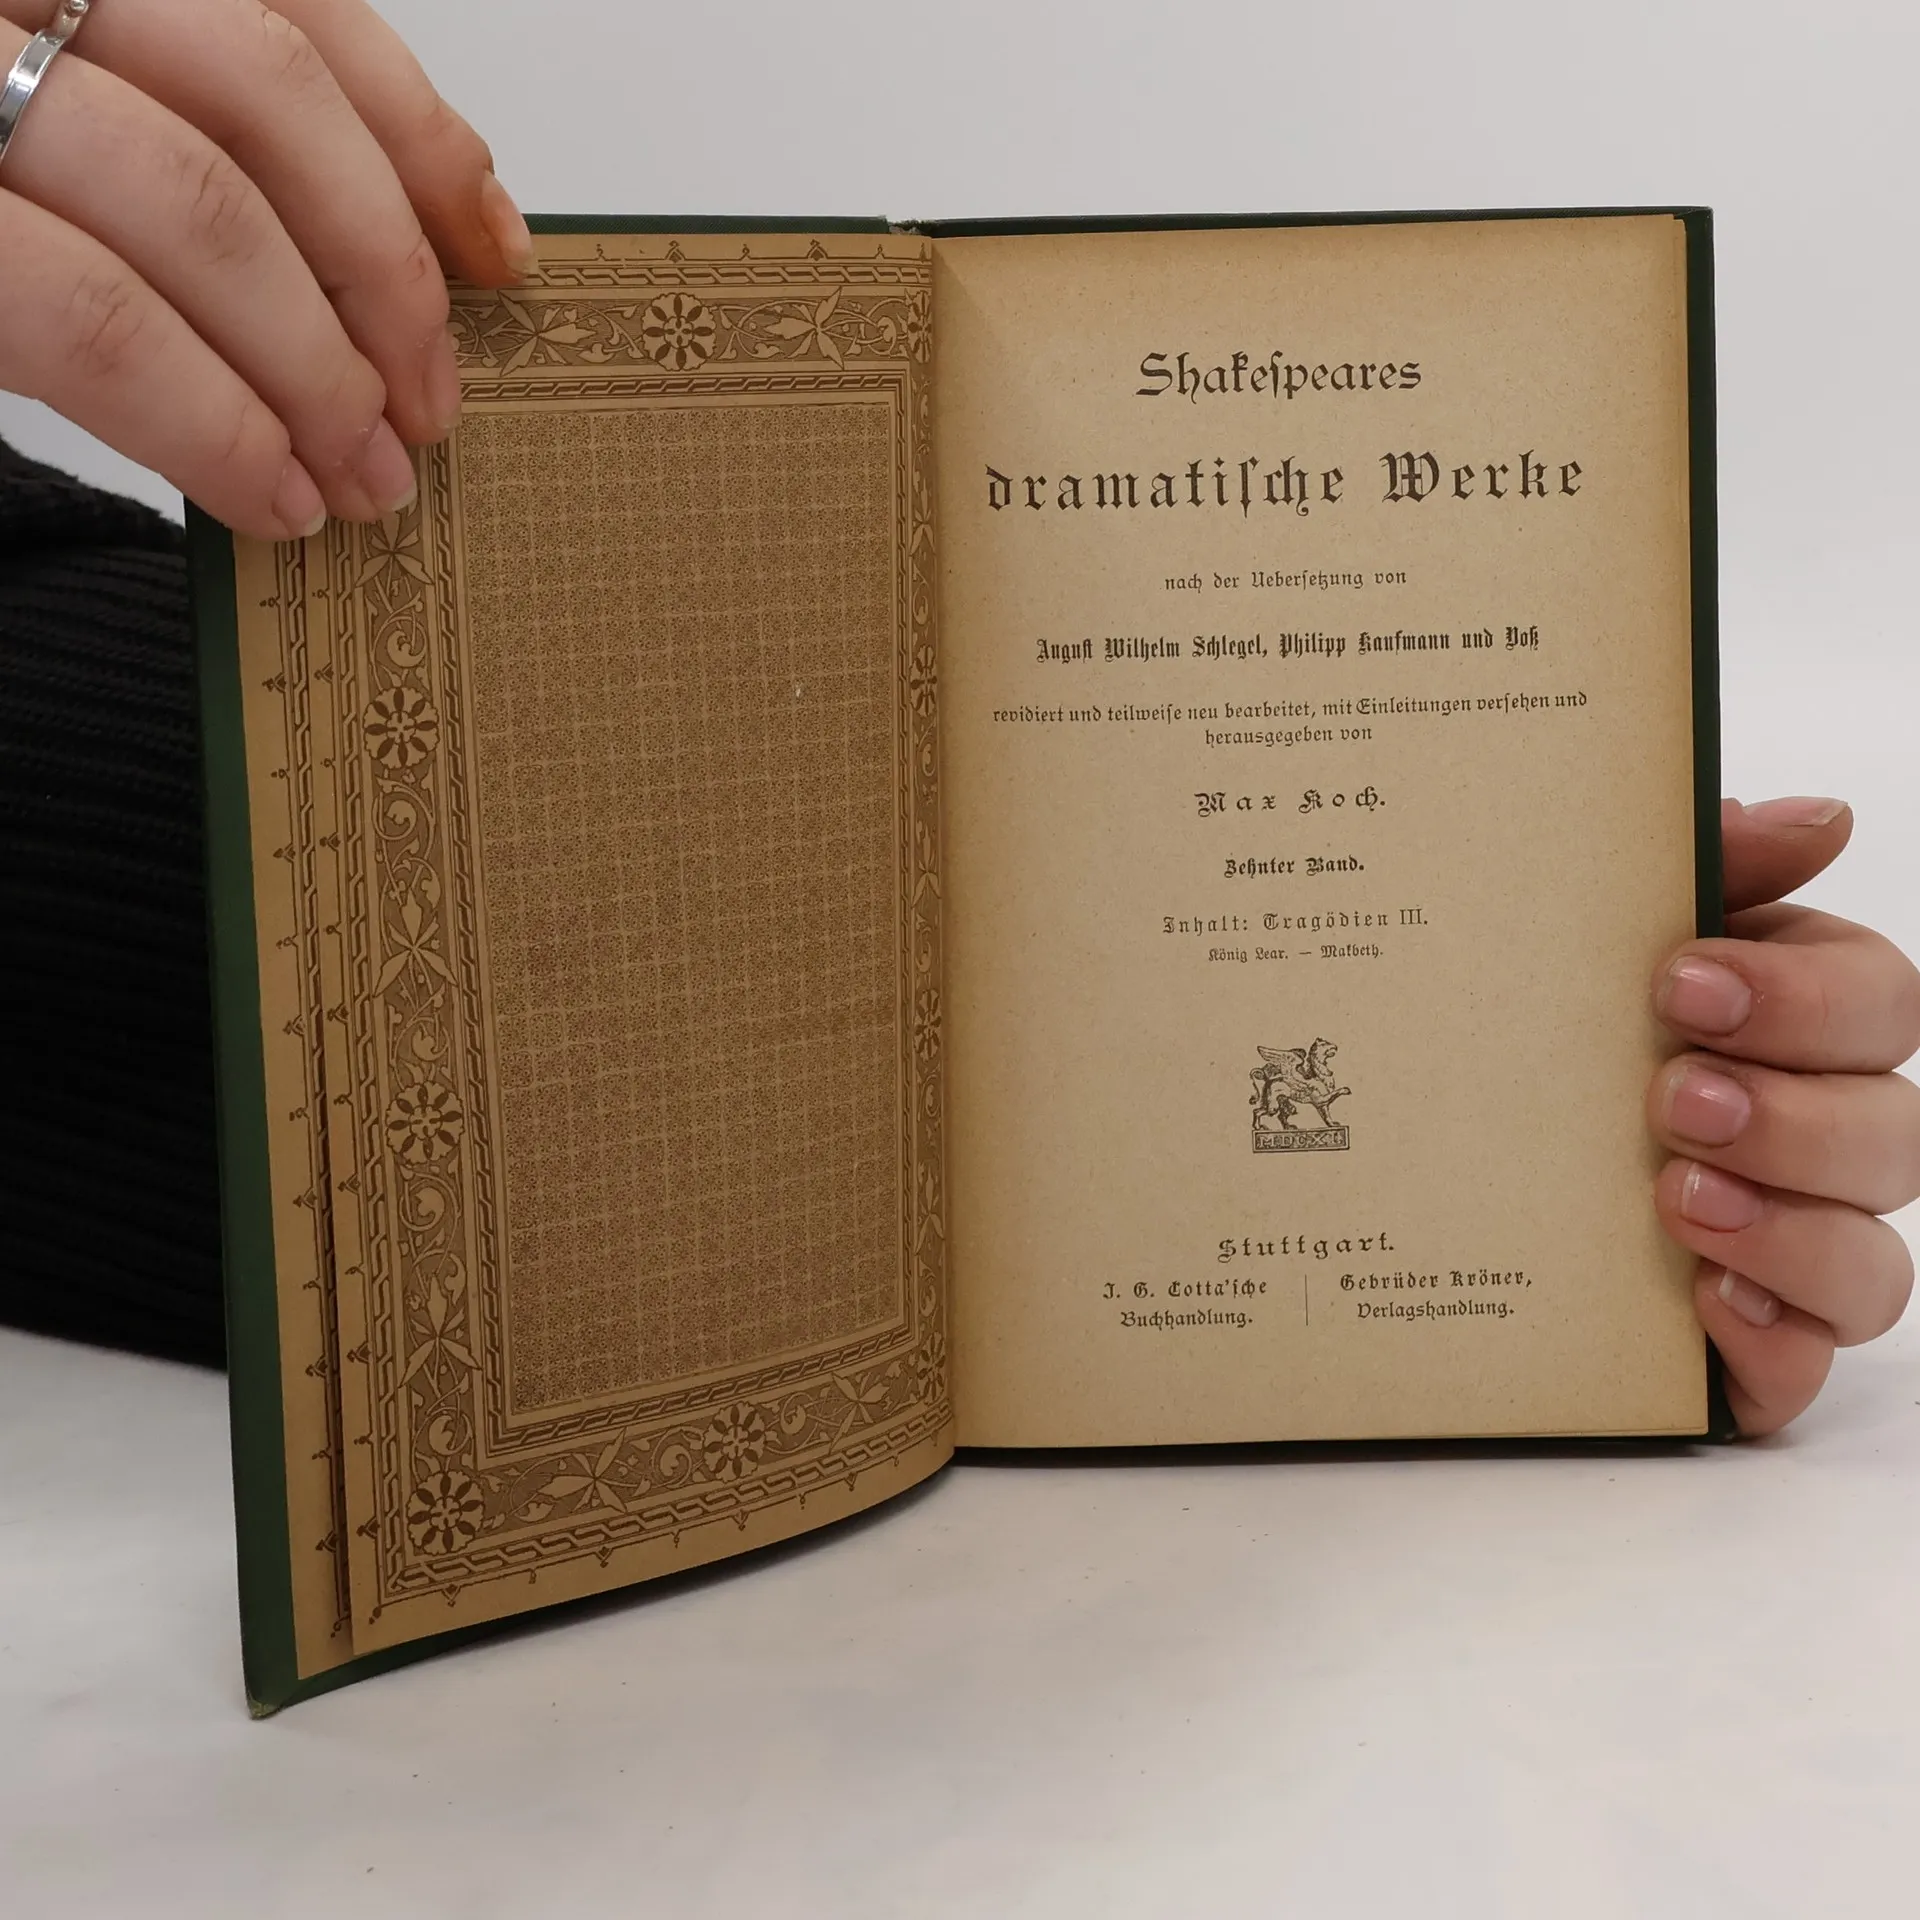 Shakeſpeares
dramatiſche Werke
nach der Ueberſetzung von
Auguſt Wilhelm Schlegel, Philipp Kaufmann und Voß
revidiert und teilweiſe neu bearbeitet, mit Einleitungen verſehen und
herausgegeben von
Max Koch.
Zehnter Band.
Inhalt: Tragödien III.
König Lear. — Makbeth.
MDCXL
Stuttgart.
J. G. Cotta'ſche
Buchhandlung.
Gebrüder Kröner,
Verlagshandlung.